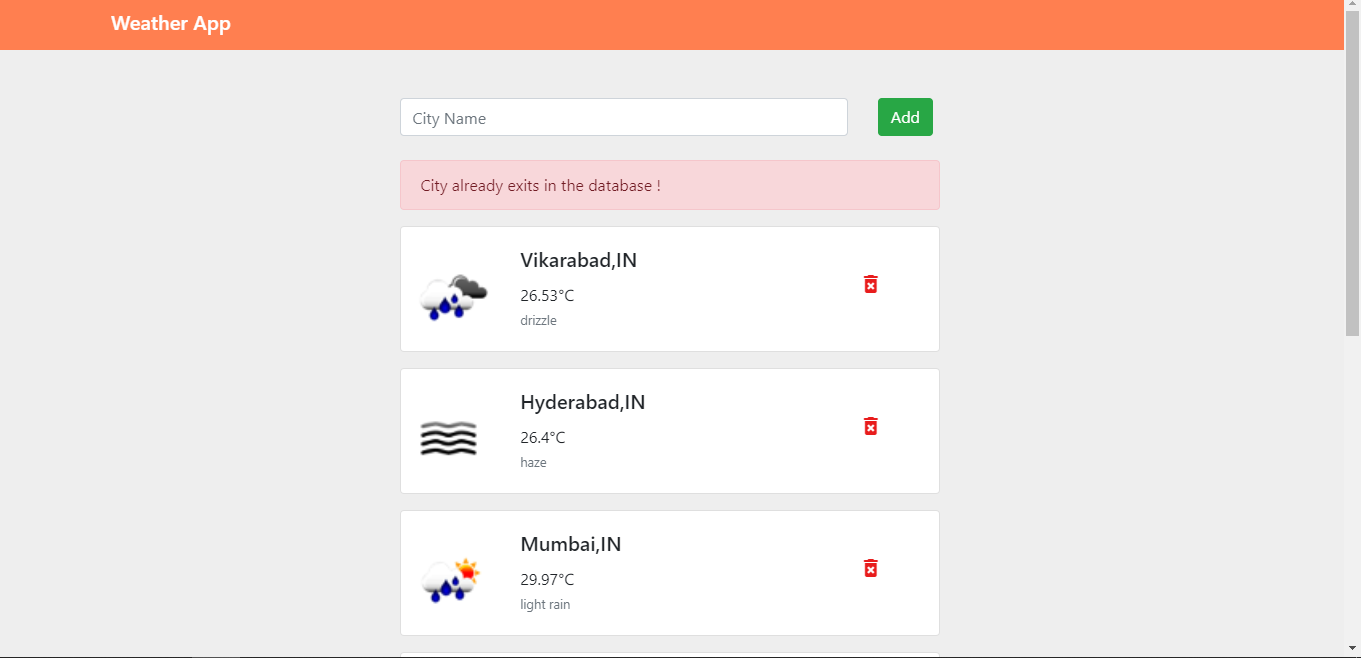 Weather App
City Name
Add
City already exits in the database !
Vikarabad,IN
26.53°C
drizzle
Hyderabad,IN
26.4°C
haze
Mumbai,IN
29.97°C
light rain